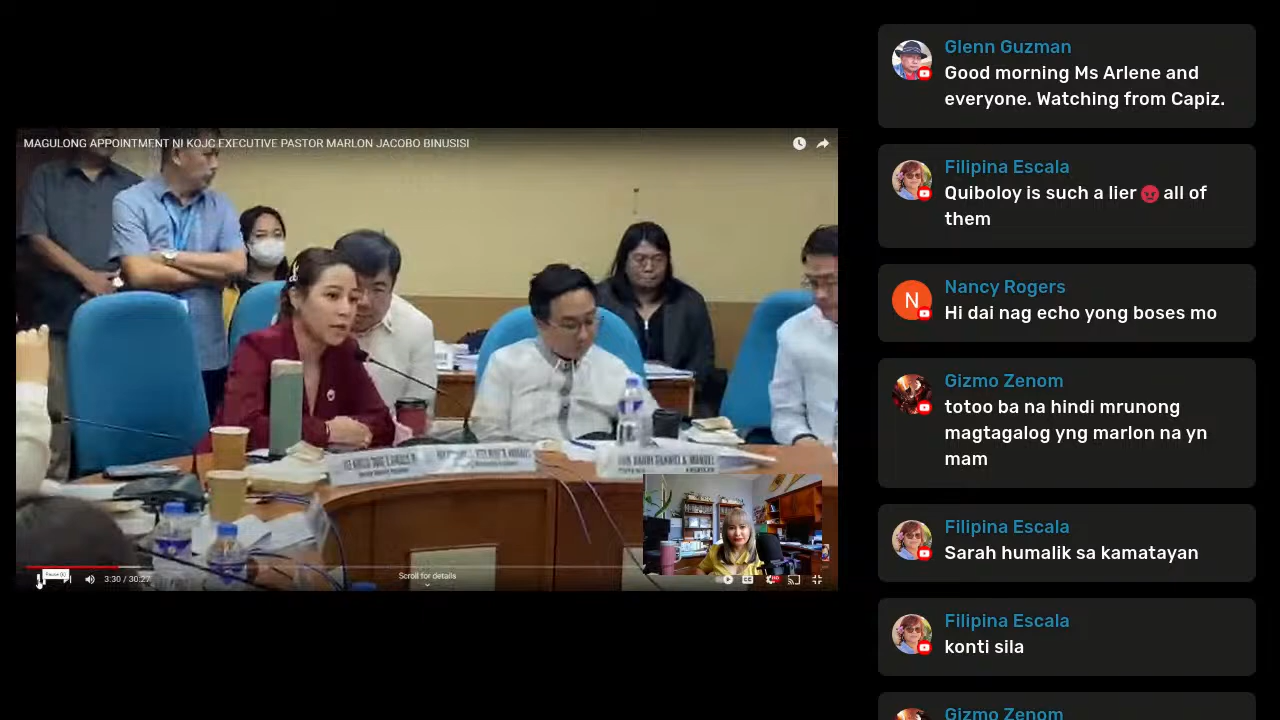 MAGULONG APPOINTMENT NI KOJC EXECUTIVE PASTOR MARLON JACOBO BINUSISI
3:30 / 30:27
Scroll for details
Glenn Guzman
Good morning Ms Arlene and
everyone. Watching from Capiz.
Filipina Escala
Quiboloy is such a lier 😡 all of
them
Nancy Rogers
N
Hi dai nag echo yong boses mo
Gizmo Zenom
totoo ba na hindi mrunong
magtagalog yng marlon na yn
mam
Filipina Escala
Sarah humalik sa kamatayan
Filipina Escala
konti sila
Gizmo Zenom